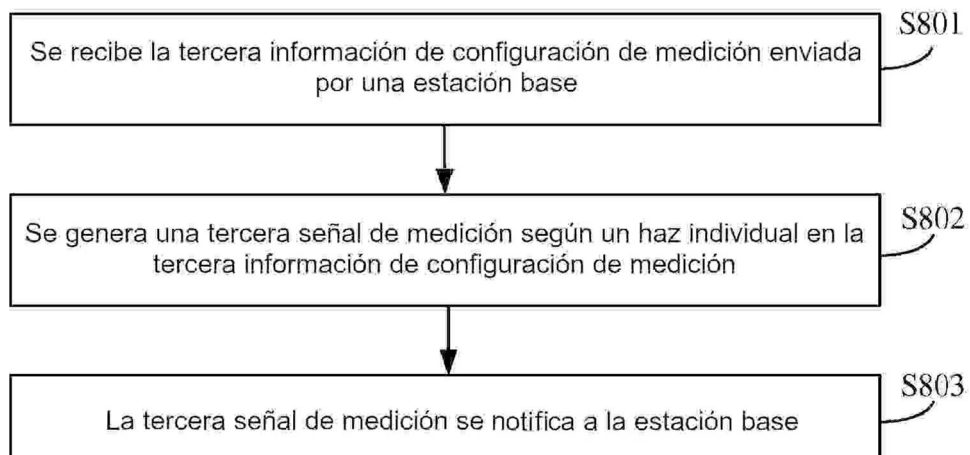 S801
Se recibe la tercera información de configuración de medición enviada
por una estación base
S802
Se genera una tercera señal de medición según un haz individual en la
tercera información de configuración de medición
S803
La tercera señal de medición se notifica a la estación base